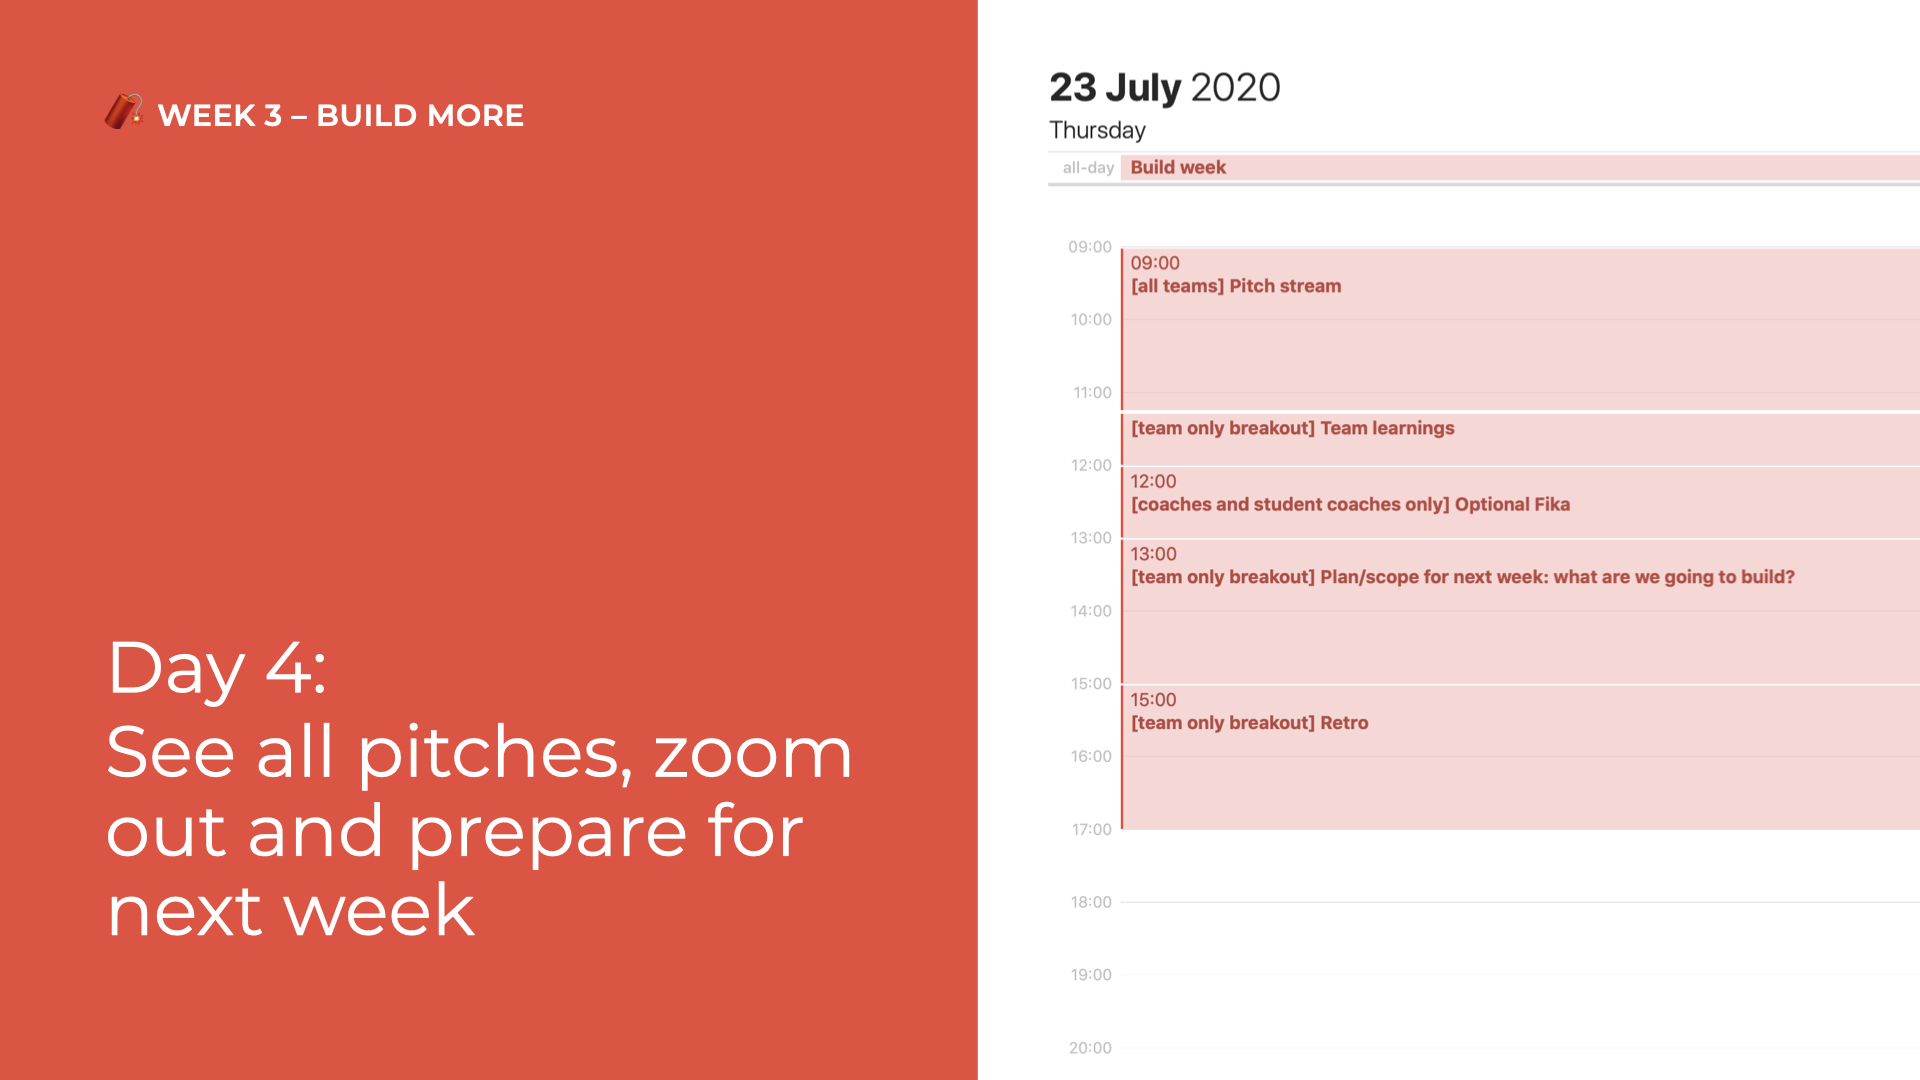 WEEK 3 – BUILD MORE
Day 4:
See all pitches, zoom
out and prepare for
next week
23 July 2020
Thursday
all-day Build week
09:00
09:00
[all teams] Pitch stream
10:00
11:00
[team only breakout] Team learnings
12:00
12:00
[coaches and student coaches only] Optional Fika
13:00
13:00
[team only breakout] Plan/scope for next week: what are we going to build?
14:00
15:00
15:00
[team only breakout] Retro
16:00
17:00
18:00
19:00
20:00